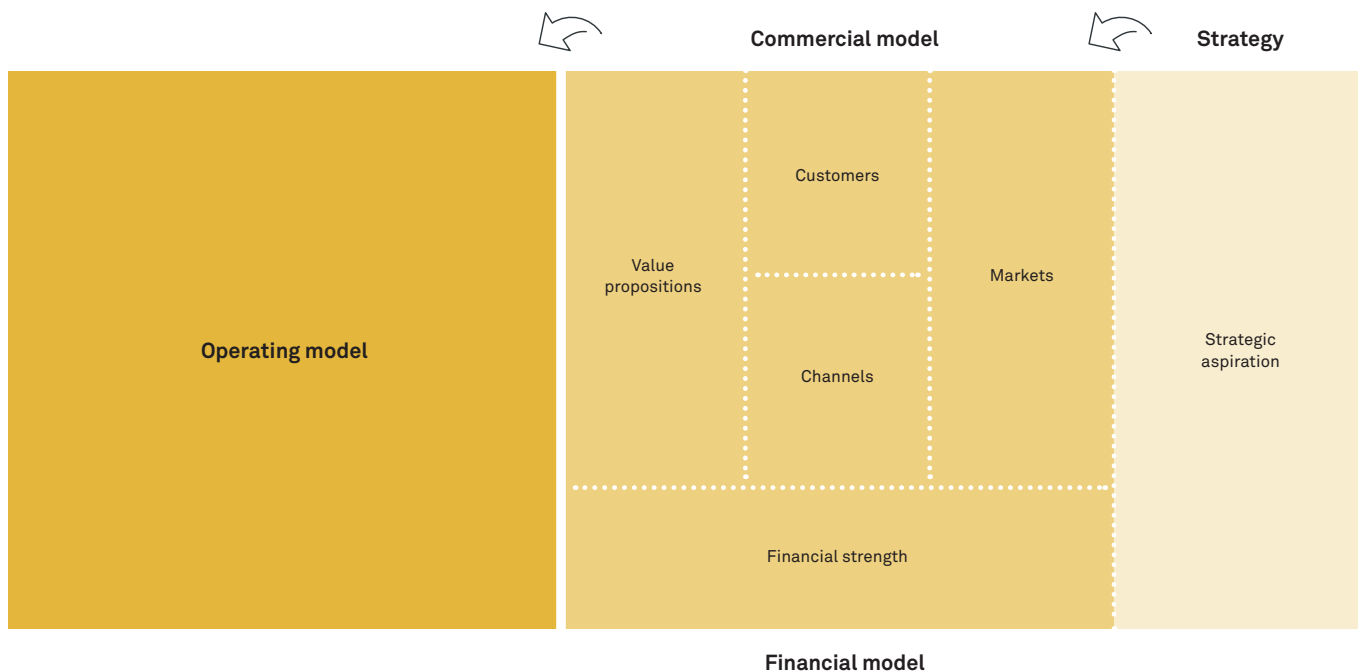 Commercial model
Strategy
Operating model
Value
propositions
Customers
Channels
Markets
Strategic
aspiration
Financial strength
Financial model